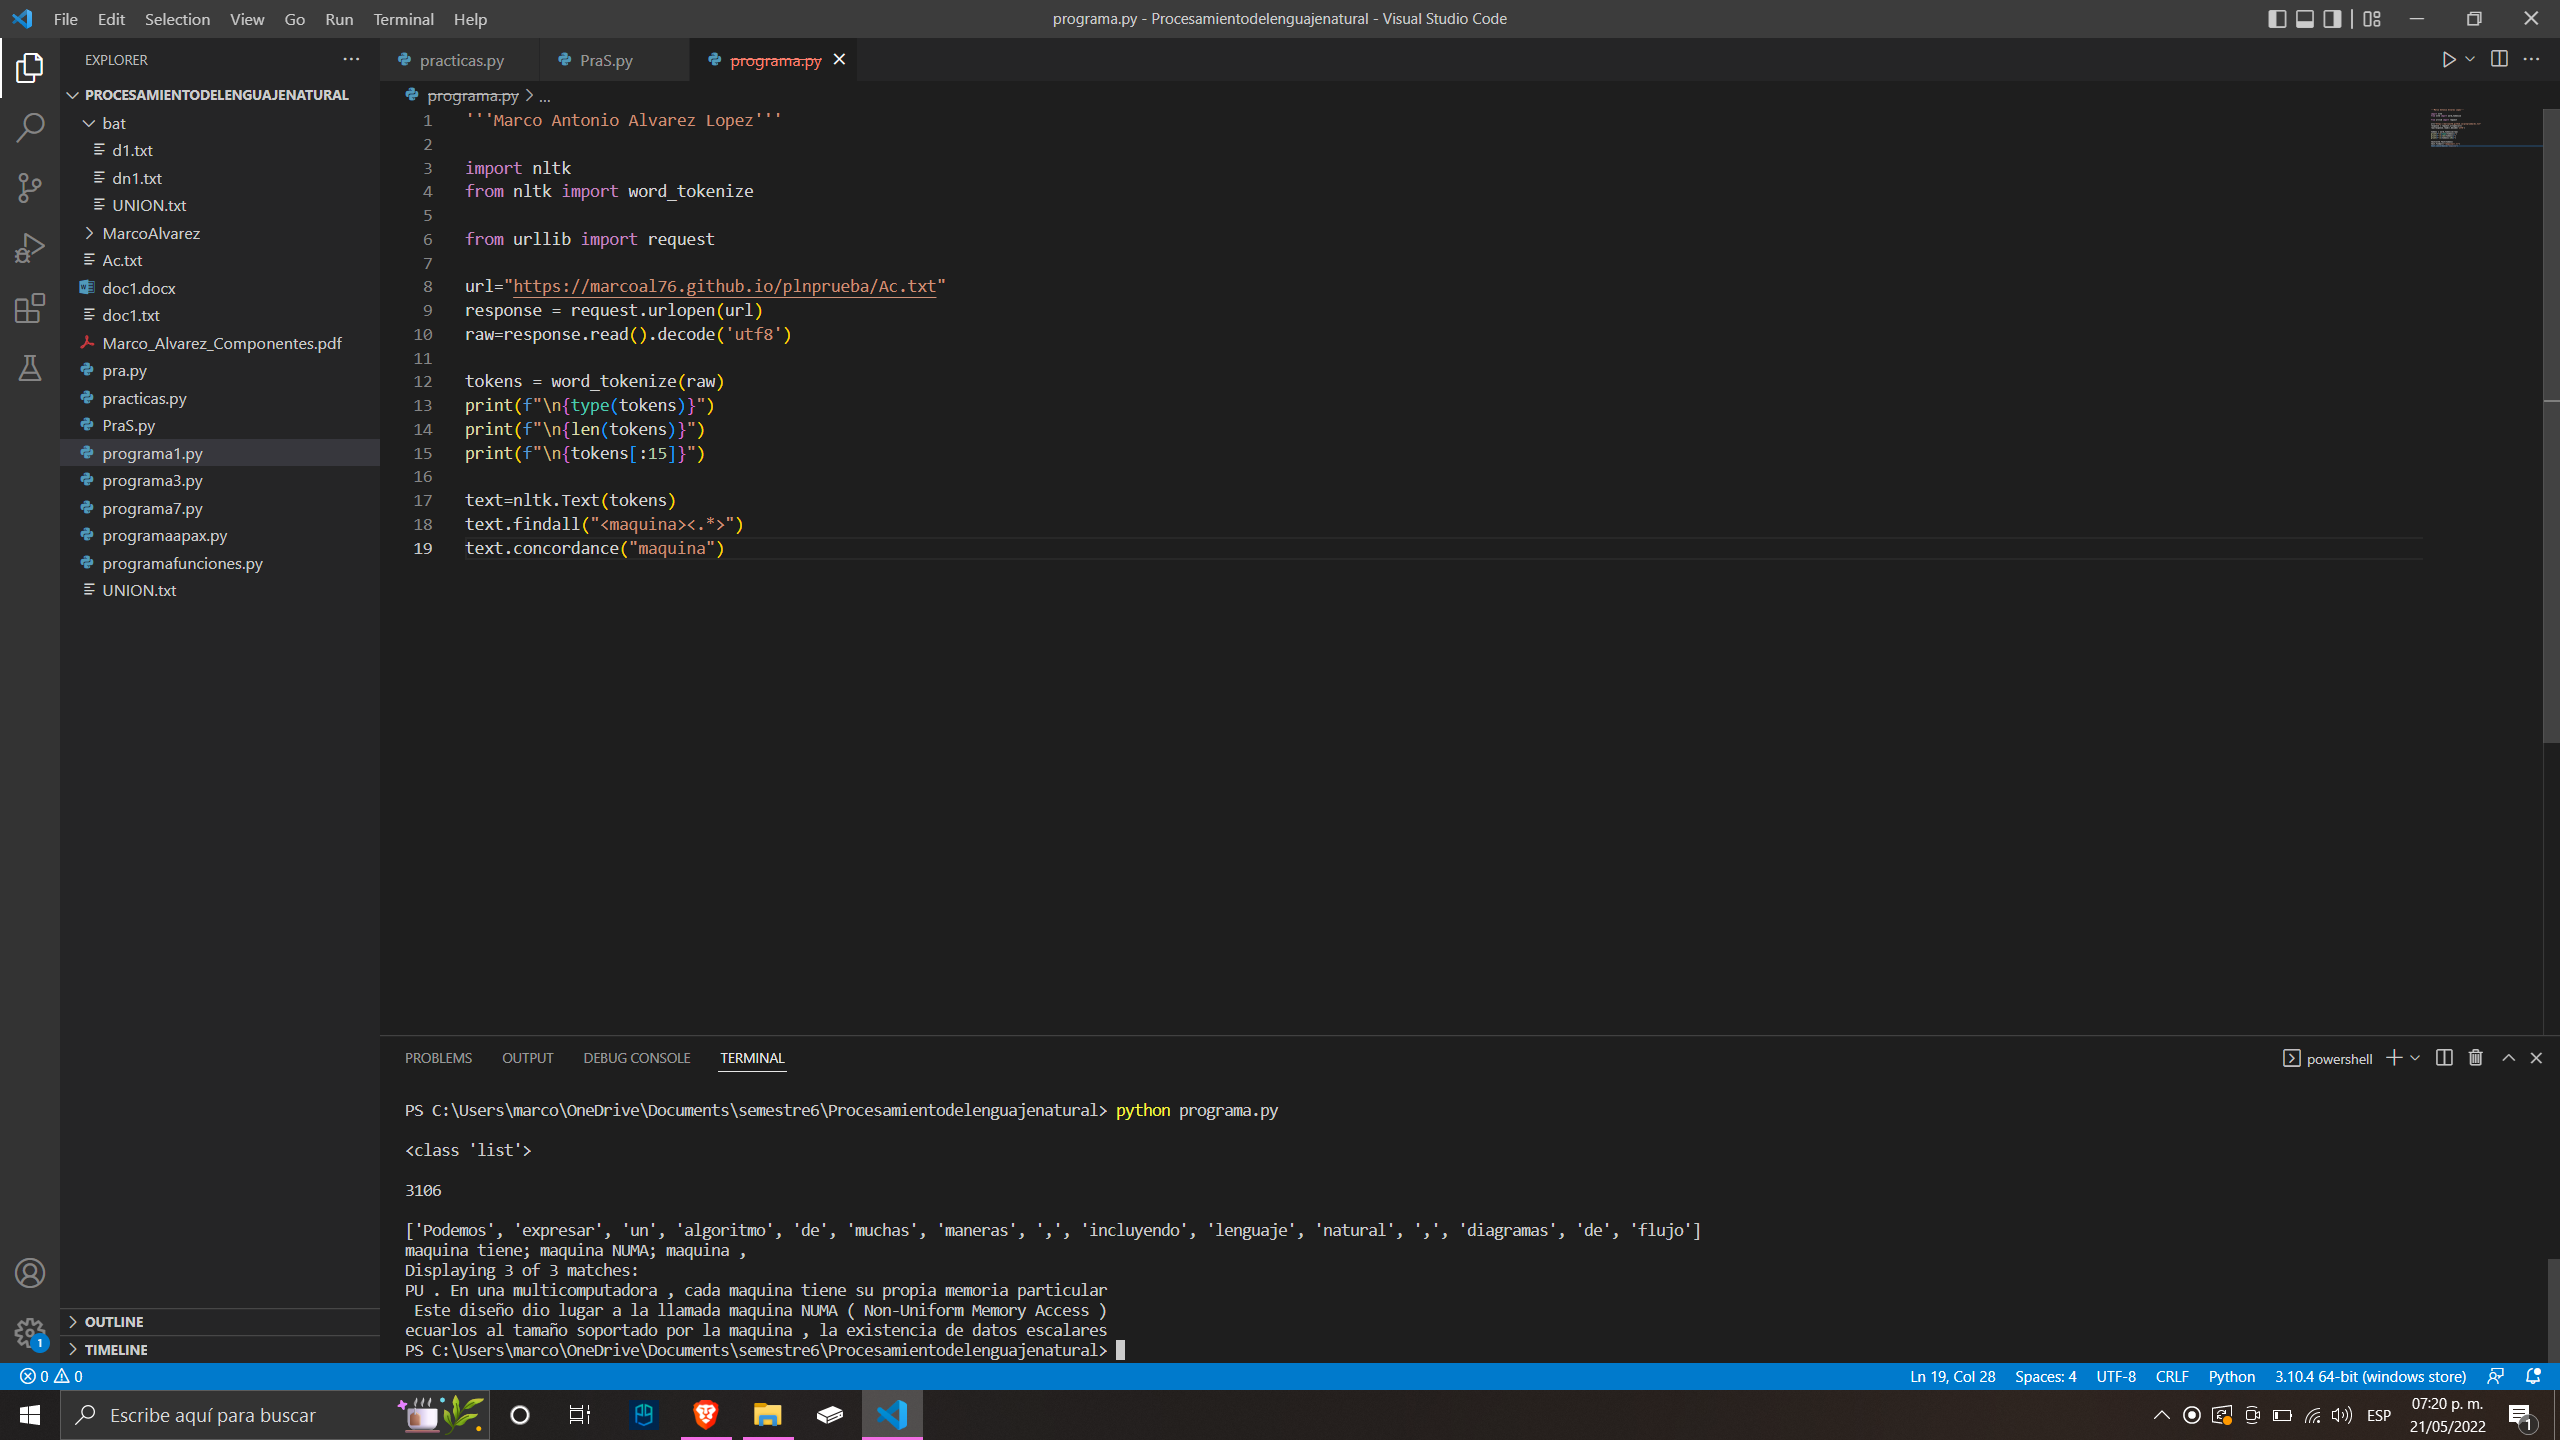 File Edit Selection View Go Run Terminal Help
programa.py - Procesamientodelenguajenatural - Visual Studio Code
EXPLORER
PROCESAMIENTODELENGUAJENATURAL
bat
d1.txt
dn1.txt
UNION.txt
MarcoAlvarez
Ac.txt
doc1.docx
doc1.txt
Marco_Alvarez_Componentes.pdf
pra.py
practicas.py
PraS.py
programa1.py
programa3.py
programa7.py
programaapax.py
programafunciones.py
UNION.txt
OUTLINE
TIMELINE
practicas.py PraS.py programa.py
programa.py > ...
1 '''Marco Antonio Alvarez Lopez'''
2
3 import nltk
4 from nltk import word_tokenize
5
6 from urllib import request
7
8 url="https://marcoal76.github.io/plnprueba/Ac.txt"
9 response = request.urlopen(url)
10 raw=response.read().decode('utf8')
11
12 tokens = word_tokenize(raw)
13 print(f"\n{type(tokens)}")
14 print(f"\n{len(tokens)}")
15 print(f"\n{tokens[:15]}")
16
17 text=nltk.Text(tokens)
18 text.findall("<maquina><.*>")
19 text.concordance("maquina")
PROBLEMS OUTPUT DEBUG CONSOLE TERMINAL
powershell
PS C:\Users\marco\OneDrive\Documents\semestre6\Procesamientodelenguajenatural> python programa.py
<class 'list'>
3106
['Podemos', 'expresar', 'un', 'algoritmo', 'de', 'muchas', 'maneras', ',', 'incluyendo', 'lenguaje', 'natural', ',', 'diagramas', 'de', 'flujo']
maquina tiene; maquina NUMA; maquina ,
Displaying 3 of 3 matches:
PU . En una multicomputadora , cada maquina tiene su propia memoria particular
Este diseño dio lugar a la llamada maquina NUMA ( Non-Uniform Memory Access )
ecuarlos al tamaño soportado por la maquina , la existencia de datos escalares
PS C:\Users\marco\OneDrive\Documents\semestre6\Procesamientodelenguajenatural>
1
0 0
Ln 19, Col 28 Spaces: 4 UTF-8 CRLF Python 3.10.4 64-bit (windows store)
Escribe aquí para buscar
ESP
07:20 p. m.
21/05/2022
1